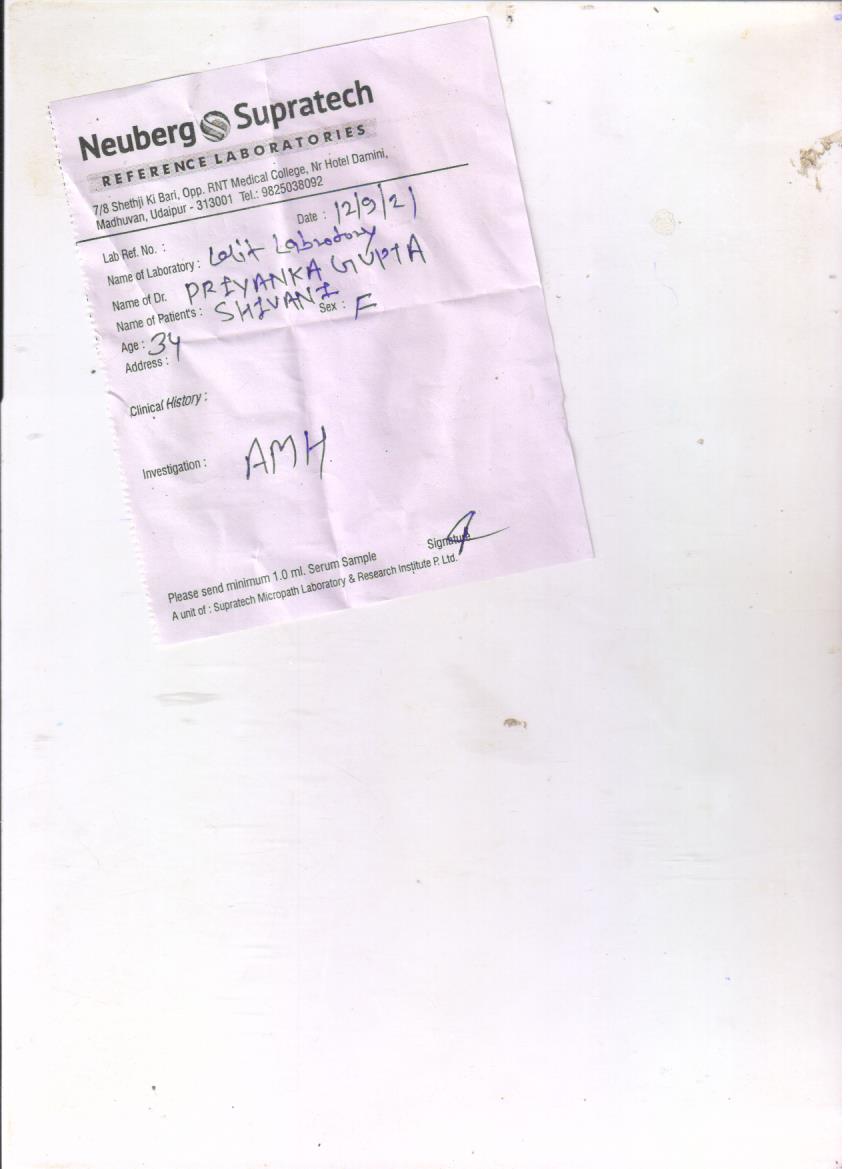 Neuberg Supratech
REFERENCE LABORATORIES
7/8 Shethji Ki Bari, Opp. RNT Medical College, Nr Hotel Damini,
Madhuvan, Udaipur - 313001 Tel.: 9825038092
Date : 12/9/21
Lab Ref. No. :
Name of Laboratory : Lalit Labrotory
Name of Dr. PRIYANKA GUPTA
Name of Patient's : SHIVANI
Age : 34 Sex : F
Address :
Clinical History :
Investigation : AMH
Signature
Please send minimum 1.0 ml. Serum Sample
A unit of : Supratech Micropath Laboratory & Research Institute P. Ltd.